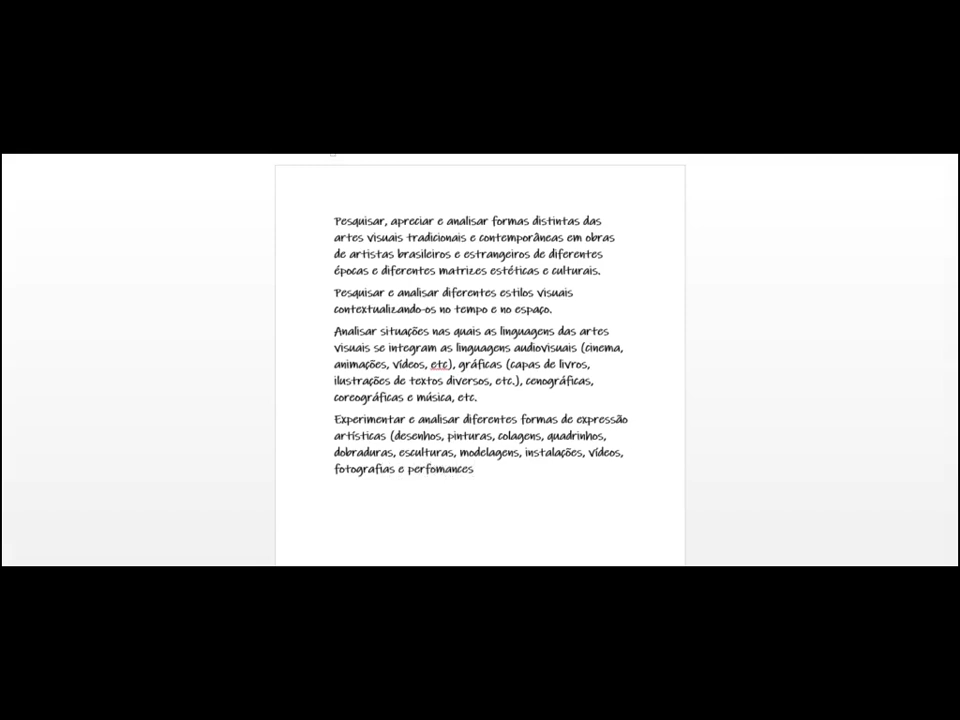 Pesquisar, apreciar e analisar formas distintas das
artes visuais tradicionais e contemporâneas em obras
de artistas brasileiros e estrangeiros de diferentes
épocas e diferentes matrizes estéticas e culturais.
Pesquisar e analisar diferentes estilos visuais
contextualizando-os no tempo e no espaço.
Analisar situações nas quais as linguagens das artes
visuais se integram as linguagens audiovisuais (cinema,
animações, vídeos, etc), gráficas (capas de livros,
ilustrações de textos diversos, etc.), cenográficas,
coreográficas e música, etc.
Experimentar e analisar diferentes formas de expressão
artísticas (desenhos, pinturas, colagens, quadrinhos,
dobraduras, esculturas, modelagens, instalações, vídeos,
fotografias e perfomances